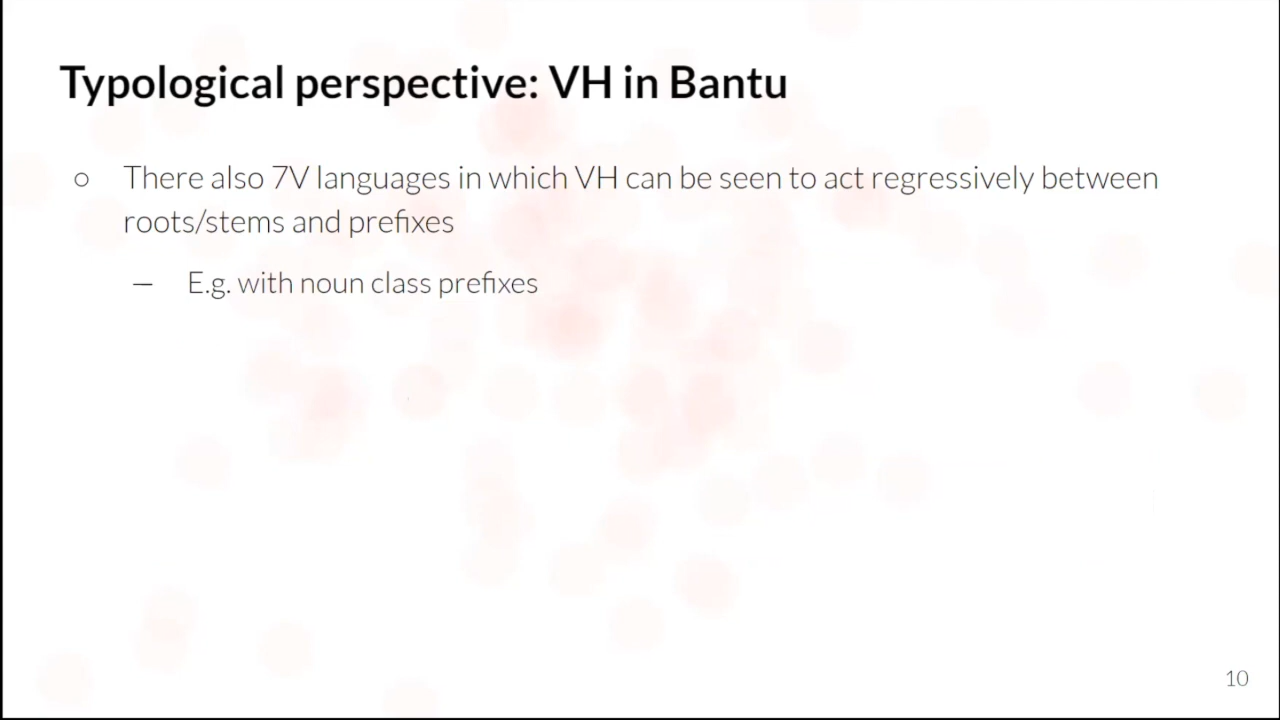 Typological perspective: VH in Bantu
○ There also 7V languages in which VH can be seen to act regressively between
roots/stems and prefixes
– E.g. with noun class prefixes
10